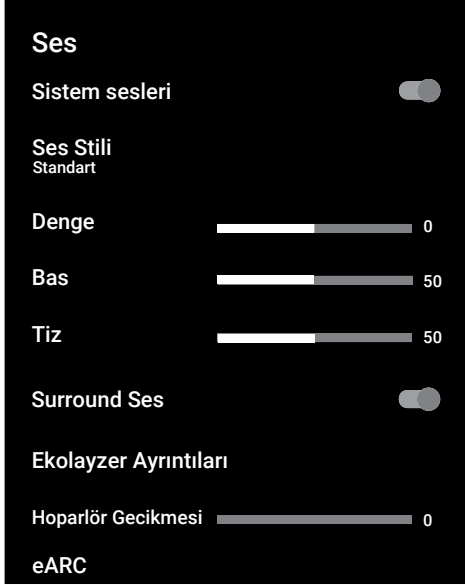 Ses
Sistem sesleri
Ses Stili
Standart
Denge 0
Bas 50
Tiz 50
Surround Ses
Ekolayzer Ayrıntıları
Hoparlör Gecikmesi 0
eARC